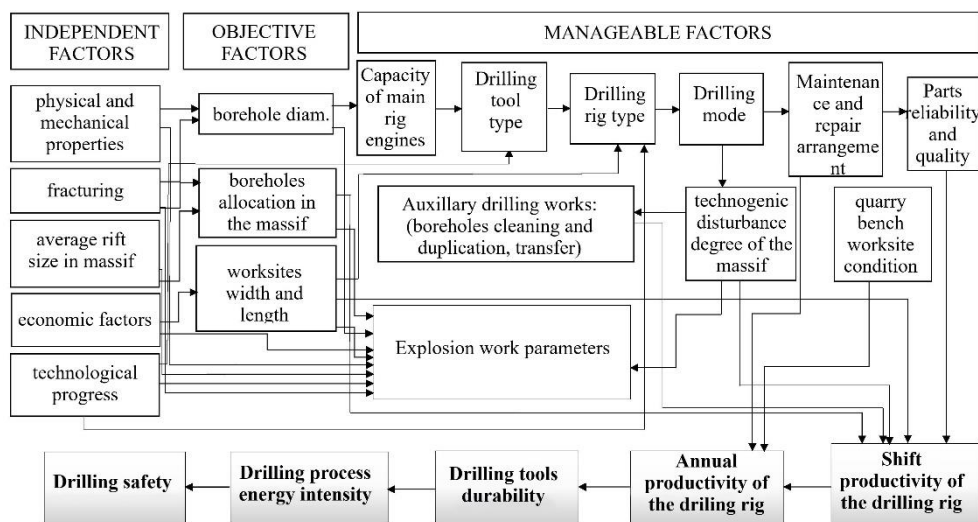 INDEPENDENT
FACTORS
OBJECTIVE
FACTORS
MANAGEABLE FACTORS
physical and
mechanical
properties
fracturing
average rift
size in massif
economic factors
technological
progress
borehole diam.
boreholes
allocation in
the massif
worksites
width and
length
Capacity
of main
rig
engines
Drilling
tool
type
Drilling
rig type
Drilling
mode
Maintena
nce and
repair
arrangeme
nt
Parts
reliability
and
quality
Auxillary drilling works:
(boreholes cleaning and
duplication, transfer)
technogenic
disturbance
degree of the
massif
quarry
bench
worksite
condition
Explosion work parameters
Drilling safety
Drilling process
energy intensity
Drilling tools
durability
Annual
productivity of
the driling rig
Shift
productivity
of the drilling rig